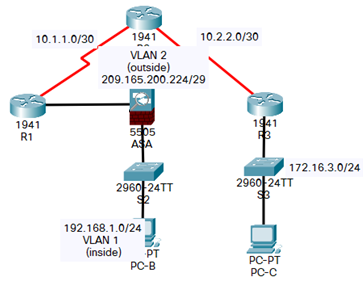 10.1.1.0/30
1941
10.2.2.0/30
VLAN 2
(outside)
209.165.200.224/29
1941
R1
5505
ASA
1941
R3
2960-24TT
S2
2960-24TT
S3
172.16.3.0/24
192.168.1.0/24
VLAN 1
(inside)
-PT
PC-B
PC-PT
PC-C